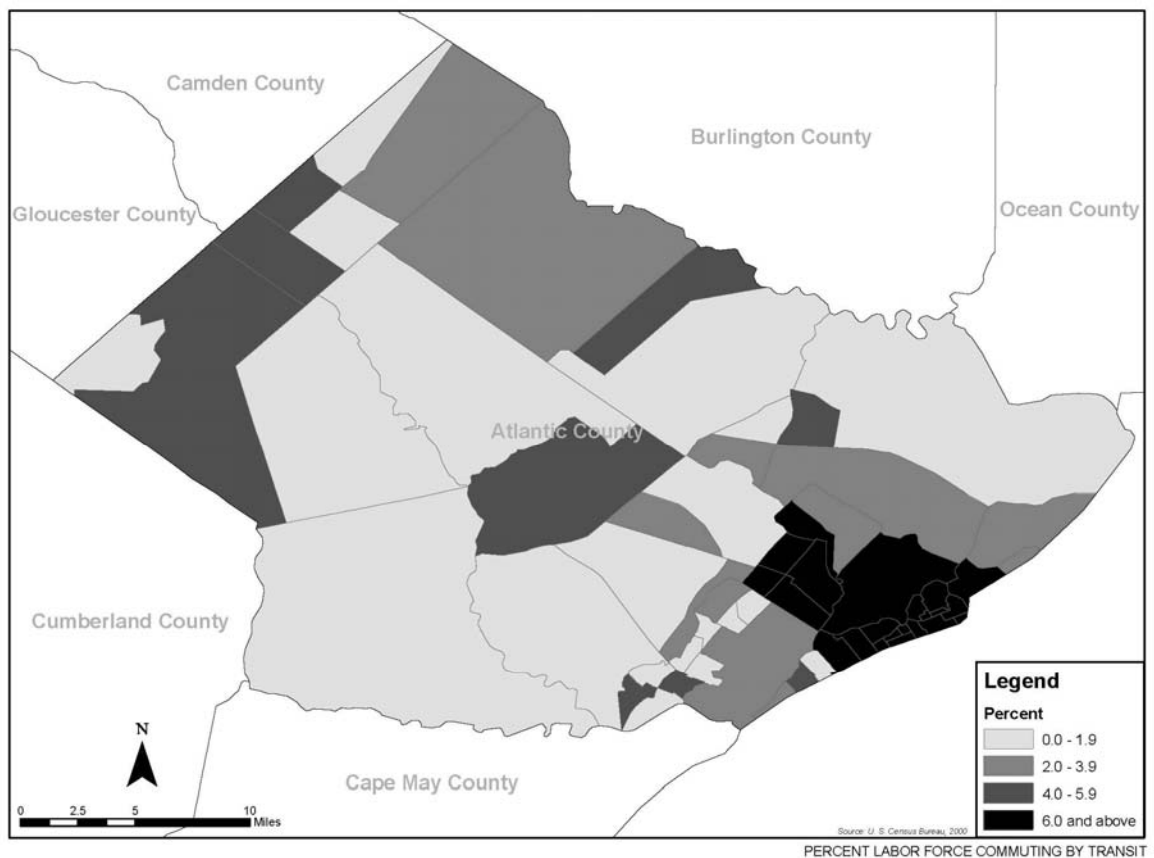 Camden County
Burlington County
Gloucester County
Ocean County
Atlantic County
Cumberland County
Cape May County
N
0 2.5 5 10
Miles
Legend
Percent
0.0 - 1.9
2.0 - 3.9
4.0 - 5.9
6.0 and above
Source: U. S. Census Bureau, 2000
PERCENT LABOR FORCE COMMUTING BY TRANSIT